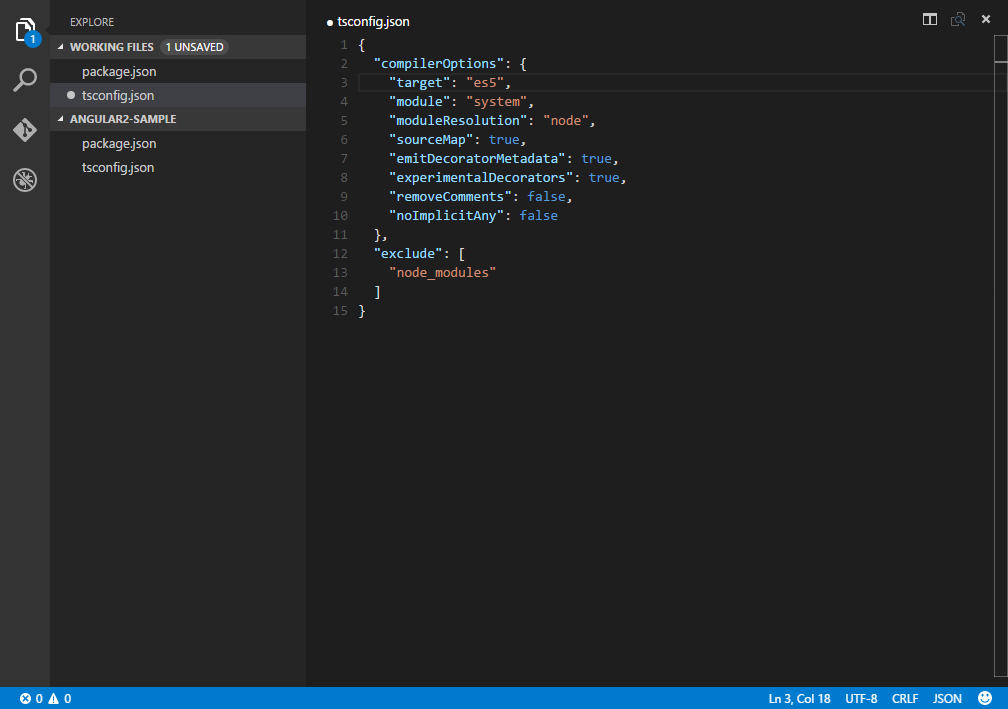 1
EXPLORE
WORKING FILES 1 UNSAVED
package.json
tsconfig.json
ANGULAR2-SAMPLE
package.json
tsconfig.json
tsconfig.json
1 {
2 "compilerOptions": {
3 "target": "es5",
4 "module": "system",
5 "moduleResolution": "node",
6 "sourceMap": true,
7 "emitDecoratorMetadata": true,
8 "experimentalDecorators": true,
9 "removeComments": false,
10 "noImplicitAny": false
11 },
12 "exclude": [
13 "node_modules"
14 ]
15 }
0 0 Ln 3, Col 18 UTF-8 CRLF JSON